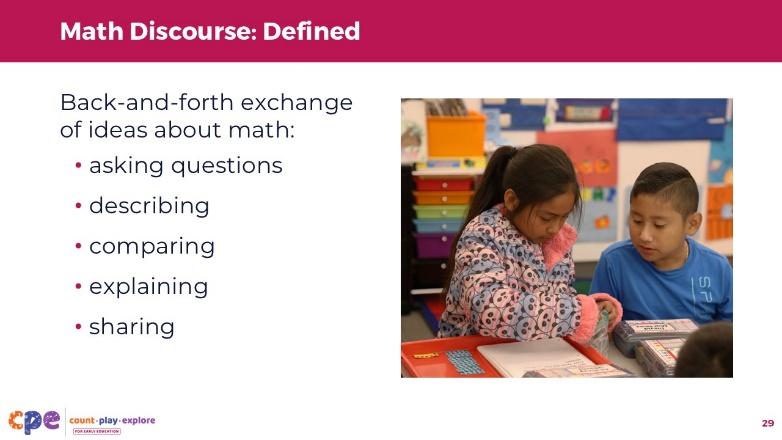 Math Discourse: Defined
Back-and-forth exchange
of ideas about math:
• asking questions
• describing
• comparing
• explaining
• sharing
SP
cpe
count·play·explore
FOR EARLY EDUCATION
29